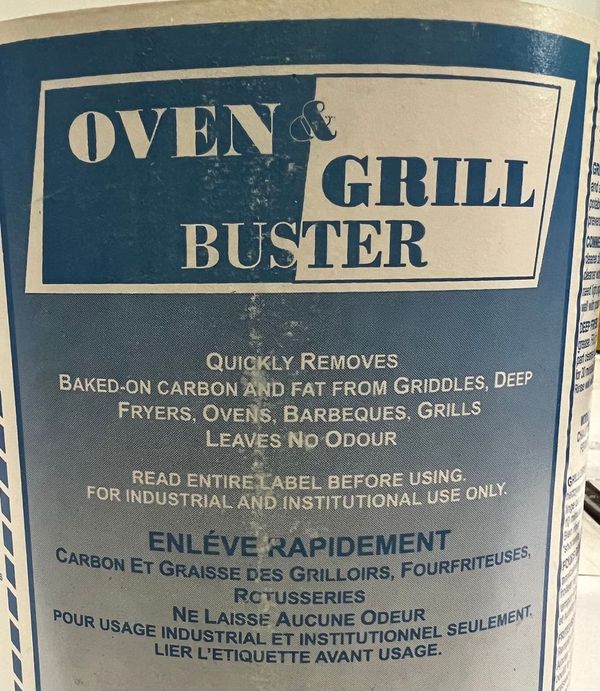 OVEN &
GRILL
BUSTER
QUICKLY REMOVES
BAKED-ON CARBON AND FAT FROM GRIDDLES, DEEP
FRYERS, OVENS, BARBEQUES, GRILLS
LEAVES NO ODOUR
READ ENTIRE LABEL BEFORE USING.
FOR INDUSTRIAL AND INSTITUTIONAL USE ONLY.
ENLÉVE RAPIDEMENT
CARBON ET GRAISSE DES GRILLOIRS, FOURFRITEUSES,
ROTUSSERIES
NE LAISSE AUCUNE ODEUR
POUR USAGE INDUSTRIAL ET INSTITUTIONNEL SEULEMENT.
LIER L'ETIQUETTE AVANT USAGE.